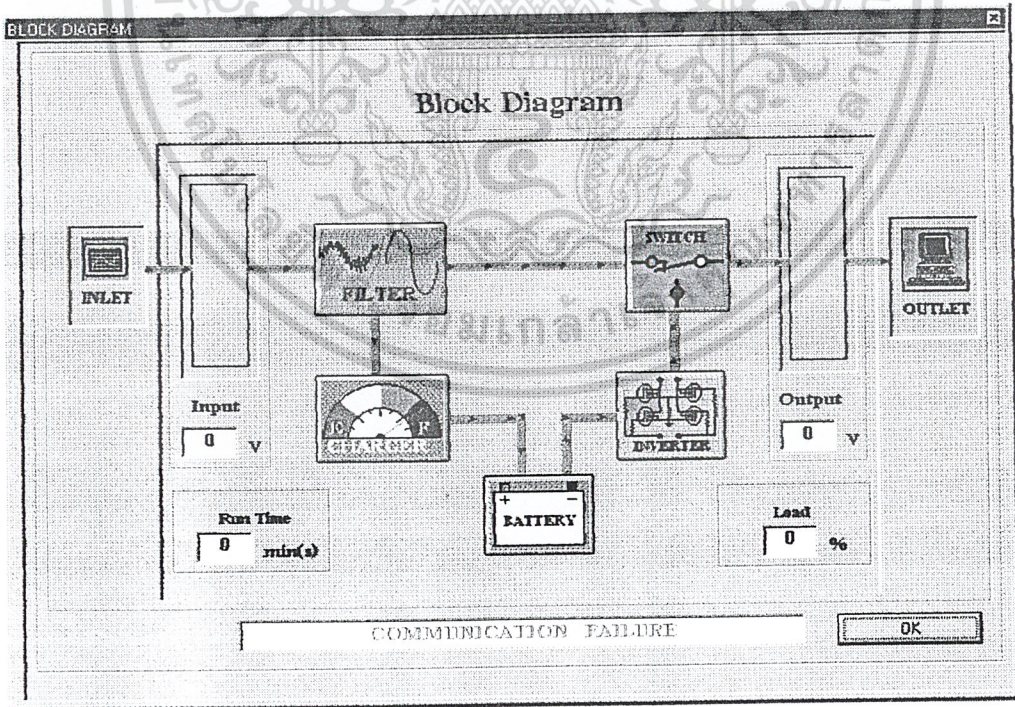 BLOCK DIAGRAM
Block Diagram
INLET
FILTER
SWITCH
OUTLET
Input
0 V
E F
CHARGER
INVERTER
Output
0 V
+ −
BATTERY
Run Time
0 min(s)
Load
0 %
COMMUNICATION FAILURE
OK